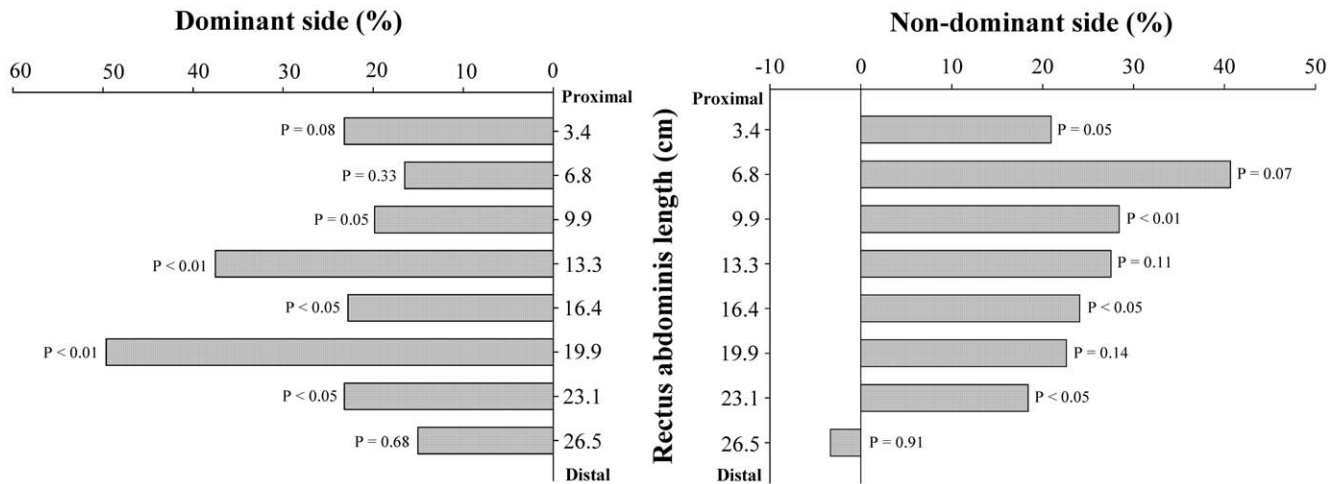 Dominant side (%)
60 50 40 30 20 10 0
Proximal
P = 0.08 3.4
P = 0.33 6.8
P = 0.05 9.9
P < 0.01 13.3
P < 0.05 16.4
P < 0.01 19.9
P < 0.05 23.1
P = 0.68 26.5
Distal
Rectus abdominis length (cm)
Non-dominant side (%)
-10 0 10 20 30 40 50
Proximal
3.4 P = 0.05
6.8 P = 0.07
9.9 P < 0.01
13.3 P = 0.11
16.4 P < 0.05
19.9 P = 0.14
23.1 P < 0.05
26.5 P = 0.91
Distal